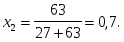 x₂ = 63 / (27 + 63) = 0,7.